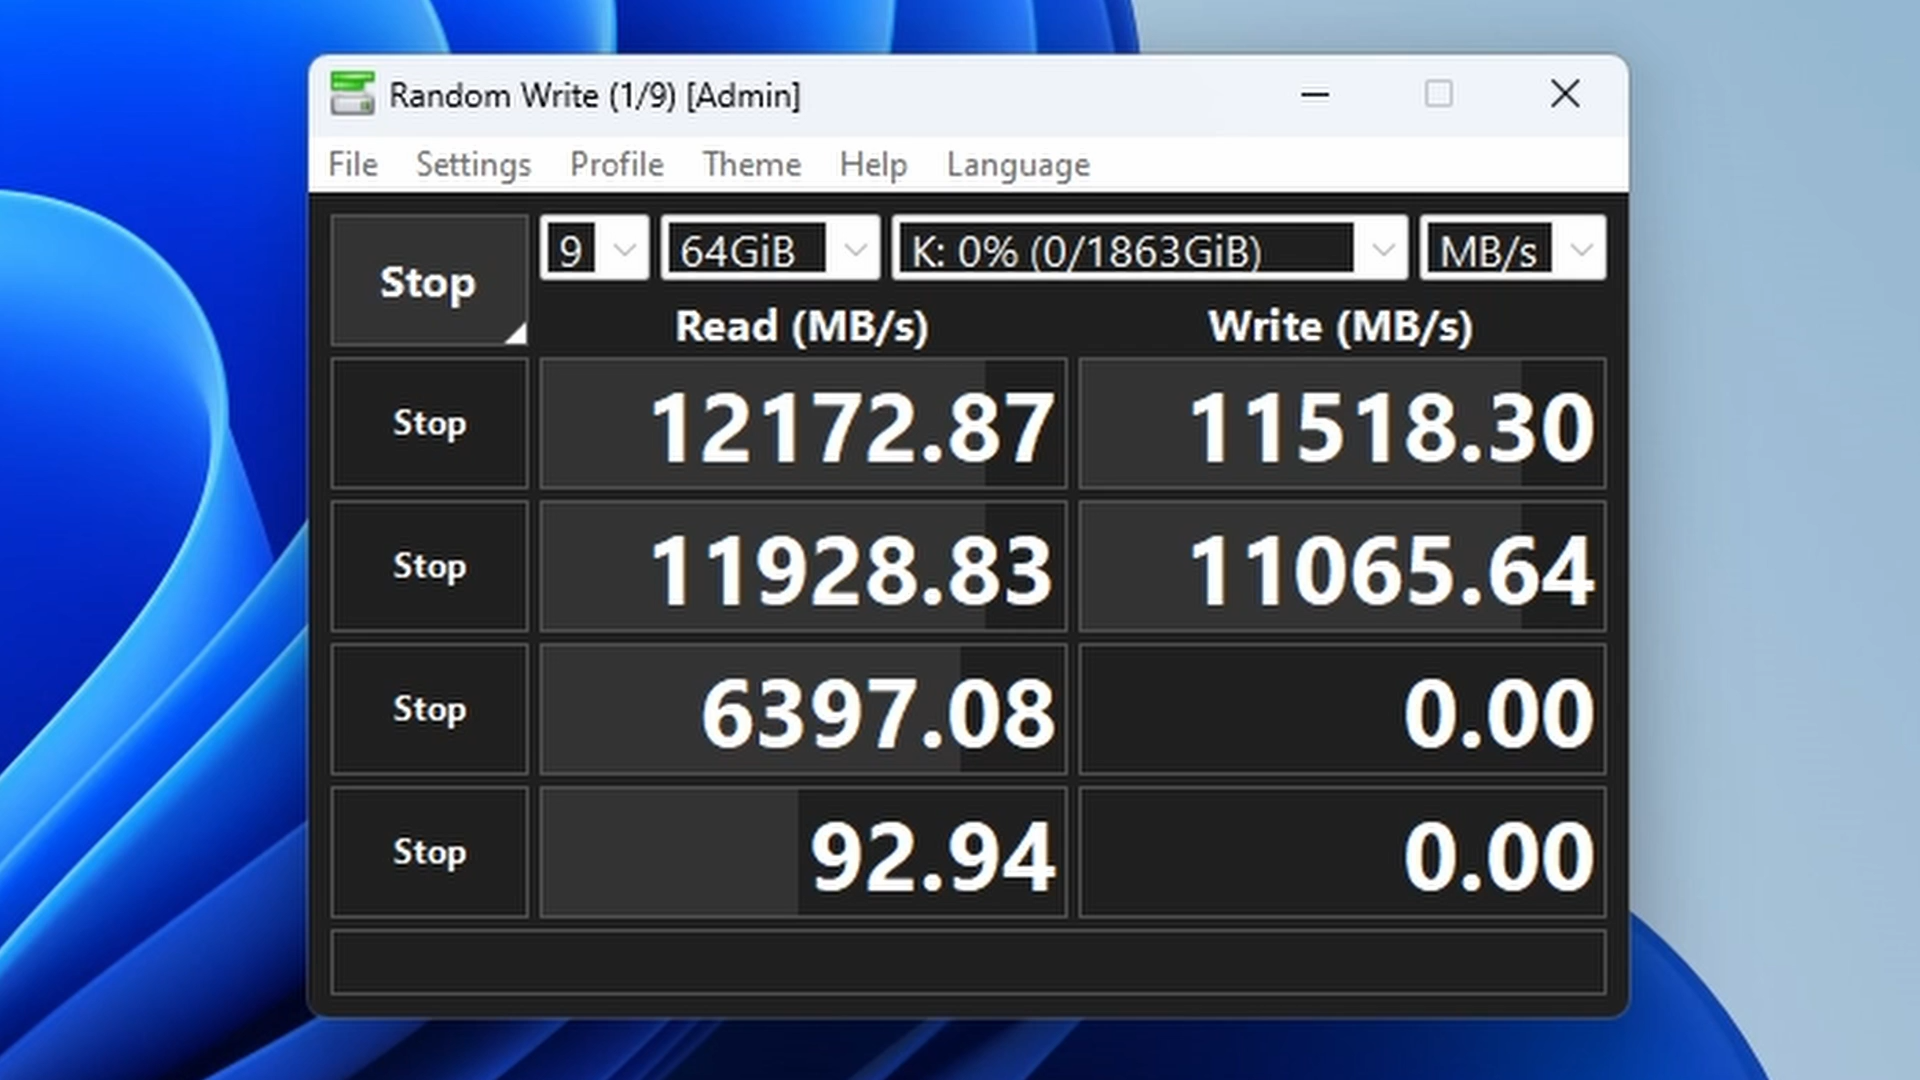 Random Write (1/9) [Admin]
File Settings Profile Theme Help Language
Stop 9 64GiB K: 0% (0/1863GiB) MB/s
Read (MB/s) Write (MB/s)
Stop 12172.87 11518.30
Stop 11928.83 11065.64
Stop 6397.08 0.00
Stop 92.94 0.00